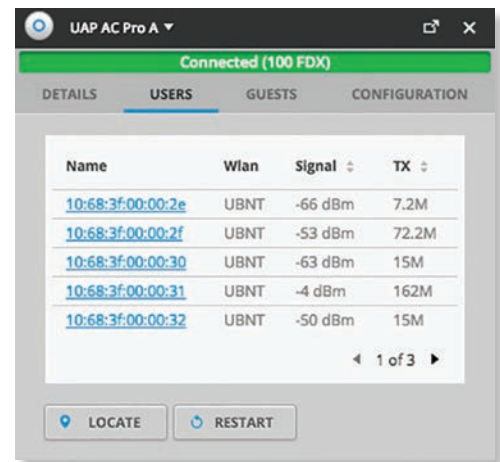 UAP AC Pro A
Connected (100 FDX)
DETAILS USERS GUESTS CONFIGURATION
Name Wlan Signal TX
10:68:3f:00:00:2e UBNT -66 dBm 7.2M
10:68:3f:00:00:2f UBNT -53 dBm 72.2M
10:68:3f:00:00:30 UBNT -63 dBm 15M
10:68:3f:00:00:31 UBNT -4 dBm 162M
10:68:3f:00:00:32 UBNT -50 dBm 15M
1 of 3
LOCATE RESTART